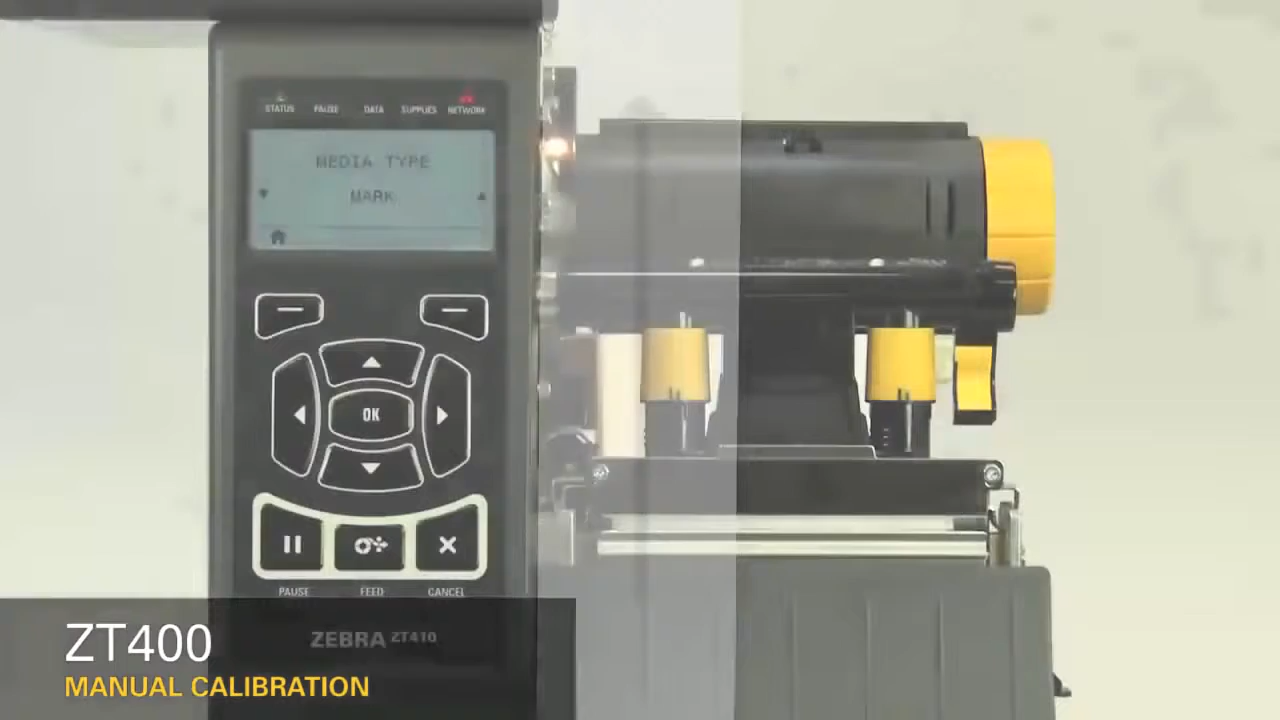 STATUS PAUSE DATA SUPPLIES NETWORK
MEDIA TYPE
MARK
OK
PAUSE FEED CANCEL
ZEBRA ZT410
ZT400
MANUAL CALIBRATION